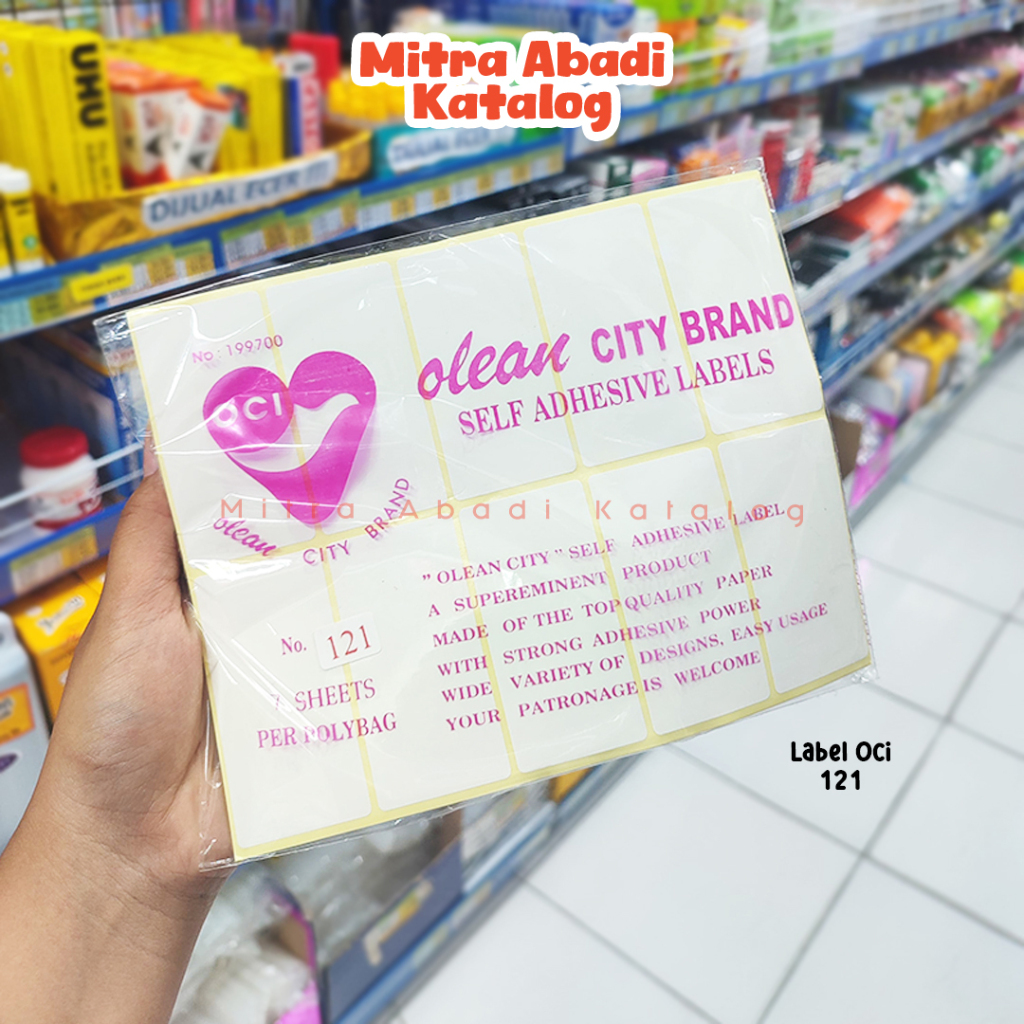 Mitra Abadi
Katalog
UHU
DIJUAL ECER
No : 199700
OCI
olean
CITY BRAND
olean CITY BRAND
SELF ADHESIVE LABELS
Mitra Abadi Katalog
" OLEAN CITY " SELF ADHESIVE LABEL
A SUPEREMINENT PRODUCT
MADE OF THE TOP QUALITY PAPER
WITH STRONG ADHESIVE POWER
WIDE VARIETY OF DESIGNS, EASY USAGE
YOUR PATRONAGE IS WELCOME
No. 121
SHEETS
PER POLYBAG
Label OCi
121